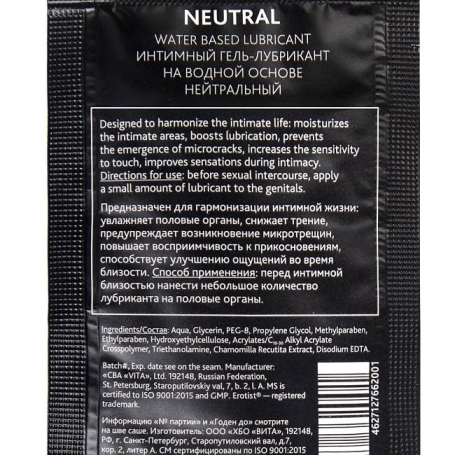 NEUTRAL
WATER BASED LUBRICANT
ИНТИМНЫЙ ГЕЛЬ-ЛУБРИКАНТ
НА ВОДНОЙ ОСНОВЕ
НЕЙТРАЛЬНЫЙ
Designed to harmonize the intimate life: moisturizes
the intimate areas, boosts lubrication, prevents
the emergence of microcracks, increases the sensitivity
to touch, improves sensations during intimacy.
Directions for use: before sexual intercourse, apply
a small amount of lubricant to the genitals.
Предназначен для гармонизации интимной жизни:
увлажняет половые органы, снижает трение,
предупреждает возникновение микротрещин,
повышает восприимчивость к прикосновениям,
способствует улучшению ощущений во время
близости. Способ применения: перед интимной
близостью нанести небольшое количество
лубриканта на половые органы.
Ingredients/Состав: Aqua, Glycerin, PEG-8, Propylene Glycol, Methylparaben,
Ethylparaben, Hydroxyethylcellulose, Acrylates/C10-30 Alkyl Acrylate
Crosspolymer, Triethanolamine, Chamomilla Recutita Extract, Disodium EDTA.
Batch#, Exp. date see on the seam. Manufacturer:
«CBA «VITA», Ltd, 192148, Russian Federation,
St. Petersburg, Staroputilovskiy val, 7, b. 2, l. A. MS is
certified to ISO 9001:2015 and GMP. Erotist® — registered
trademark.
Информацию «№ партии» и «Годен до» смотрите
на шве саше. Изготовитель: ООО «ХБО «ВИТА», 192148,
РФ, г. Санкт-Петербург, Старопутиловский вал, д.7,
кор. 2, литер А. СМ сертифицировано по ISO 9001:2015
4627127662001